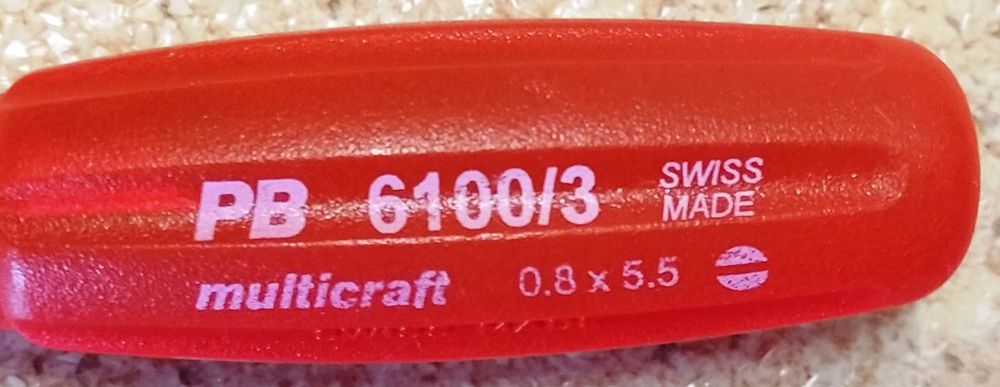 PB 6100/3 SWISS MADE
multicraft 0.8 x 5.5